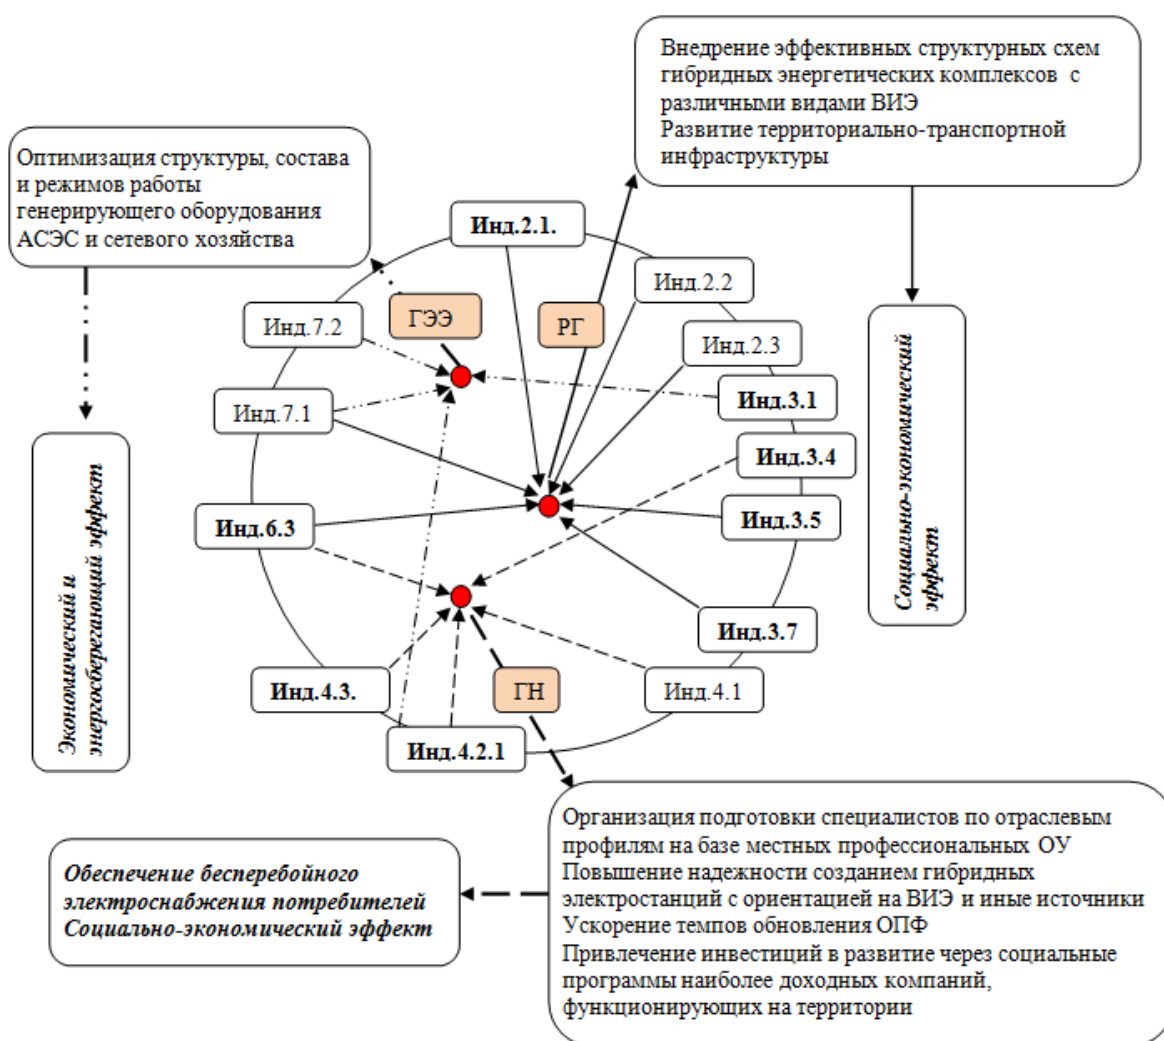 Внедрение эффективных структурных схем
гибридных энергетических комплексов с
различными видами ВИЭ
Развитие территориально-транспортной
инфраструктуры
Оптимизация структуры, состава
и режимов работы
генерирующего оборудования
АСЭС и сетевого хозяйства
Инд.2.1.
Инд.2.2
ГЭЭ
РГ
Инд.7.2
Инд.2.3
Инд.7.1
Инд.3.1
Инд.3.4
Инд.6.3
Инд.3.5
Инд.3.7
Инд.4.3.
ГН
Инд.4.1
Инд.4.2.1
Экономический и
энергосберегающий эффект
Социально-экономический
эффект
Организация подготовки специалистов по отраслевым
профилям на базе местных профессиональных ОУ
Повышение надежности созданием гибридных
электростанций с ориентацией на ВИЭ и иные источники
Ускорение темпов обновления ОПФ
Привлечение инвестиций в развитие через социальные
программы наиболее доходных компаний,
функционирующих на территории
Обеспечение бесперебойного
электроснабжения потребителей
Социально-экономический эффект